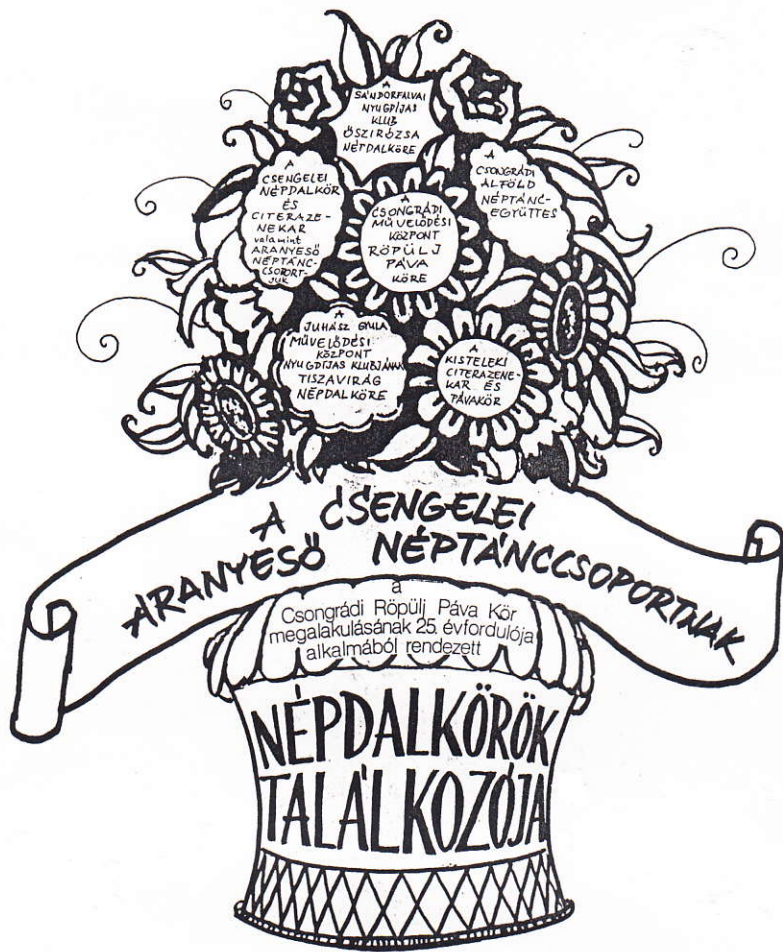 A
SÁNDORFALVAI
NYUGDÍJAS
KLUB
ŐSZIRÓZSA
NÉPDALKÖRE
A
CSENGELEI
NÉPDALKÖR
ÉS
CITERAZE-
NEKAR
valamint
ARANYESŐ
NÉPTÁNC-
CSOPORT-
JUK
A
CSONGRÁDI
MŰVELŐDÉSI
KÖZPONT
RÖPÜLJ
PÁVA
KÖRE
A
CSONGRÁDI
ALFÖLD
NÉPTÁNC-
EGYÜTTES
A
JUHÁSZ GYULA
MŰVELŐDÉSI
KÖZPONT
NYUGDÍJAS KLUBJÁNAK
TISZAVIRÁG
NÉPDALKÖRE
A
KISTELEKI
CITERAZENE-
KAR ÉS
PÁVAKÖR
A CSENGELEI
ARANYESŐ NÉPTÁNCCSOPORTNAK
a
Csongrádi Röpülj Páva Kör
megalakulásának 25. évfordulója
alkalmából rendezett
NÉPDALKÖRÖK
TALÁLKOZÓJA